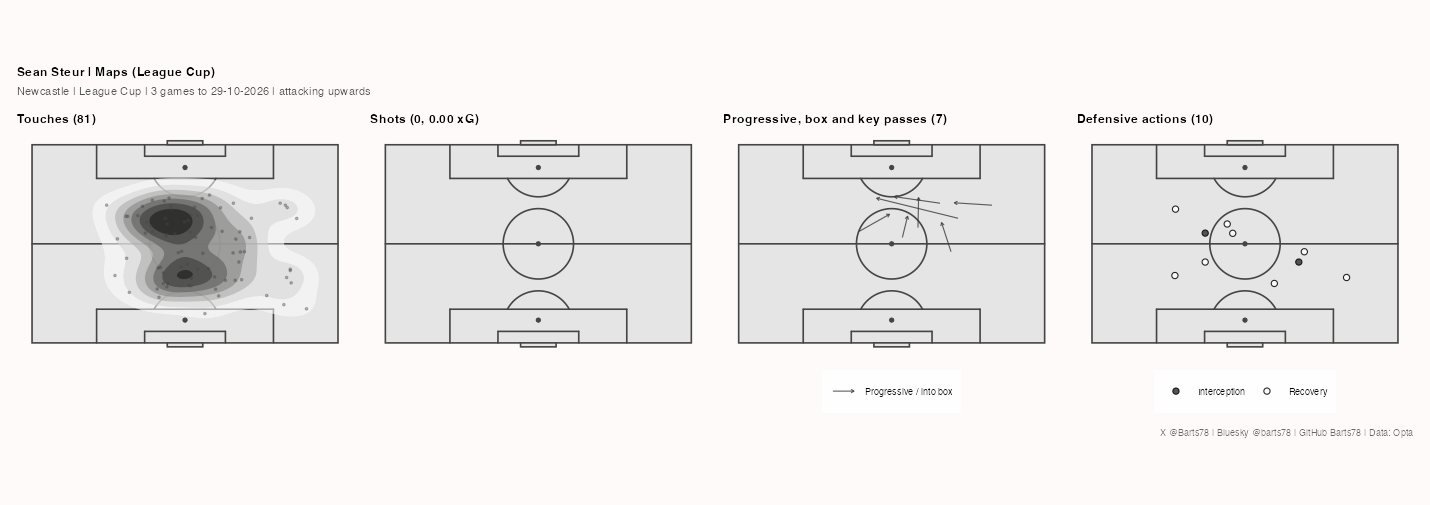 Sean Steur | Maps (League Cup)
Newcastle | League Cup | 3 games to 29-10-2026 | attacking upwards
Touches (81)
Shots (0, 0.00 xG)
Progressive, box and key passes (7)
Defensive actions (10)
Progressive / into box
Interception
Recovery
X @Barts78 | Bluesky @barts78 | GitHub Barts78 | Data: Opta